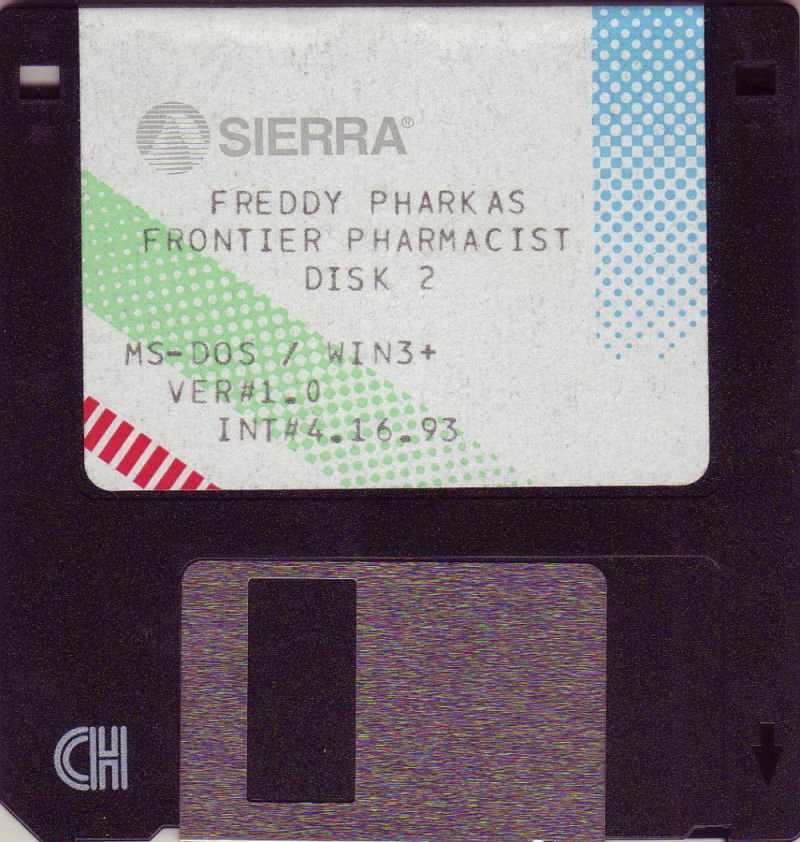 SIERRA®
FREDDY PHARKAS
FRONTIER PHARMACIST
DISK 2
MS-DOS / WIN3+
VER#1.0
INT#4.16.93
CH